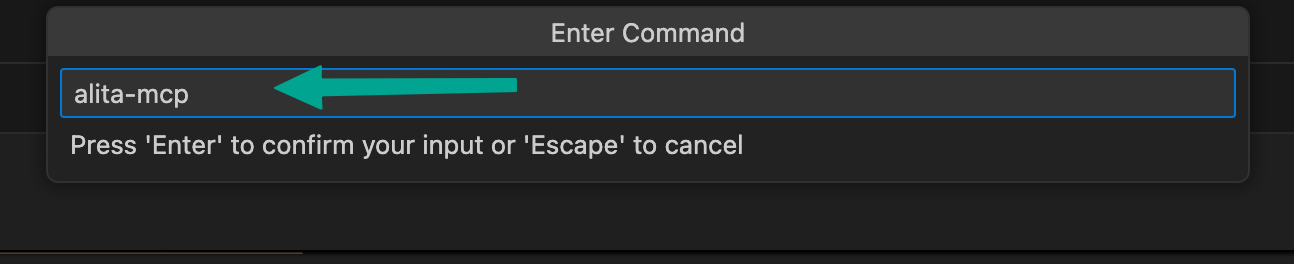 Enter Command
alita-mcp
Press 'Enter' to confirm your input or 'Escape' to cancel